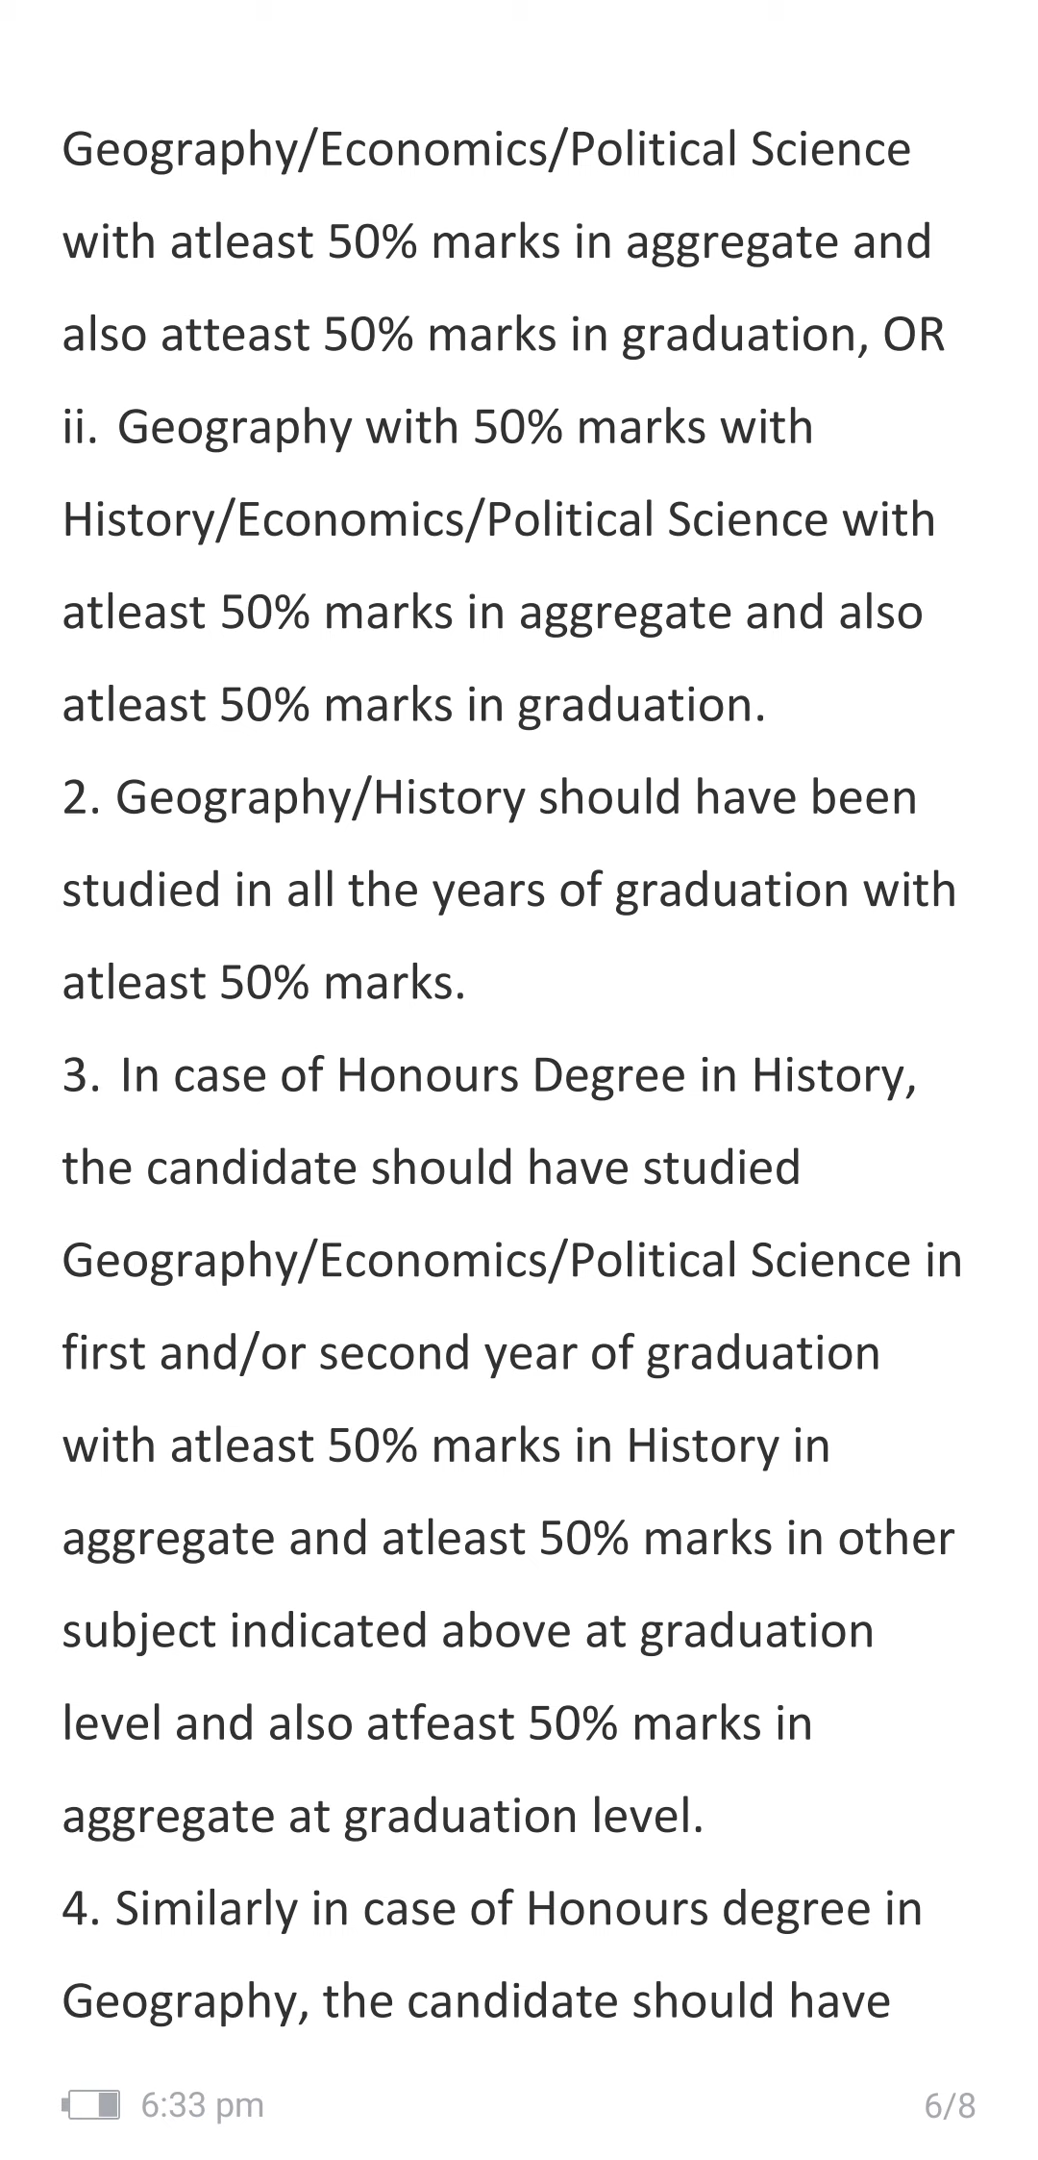 Geography/Economics/Political Science
with atleast 50% marks in aggregate and
also atteast 50% marks in graduation, OR
ii. Geography with 50% marks with
History/Economics/Political Science with
atleast 50% marks in aggregate and also
atleast 50% marks in graduation.
2. Geography/History should have been
studied in all the years of graduation with
atleast 50% marks.
3. In case of Honours Degree in History,
the candidate should have studied
Geography/Economics/Political Science in
first and/or second year of graduation
with atleast 50% marks in History in
aggregate and atleast 50% marks in other
subject indicated above at graduation
level and also atfeast 50% marks in
aggregate at graduation level.
4. Similarly in case of Honours degree in
Geography, the candidate should have
6:33 pm 6/8